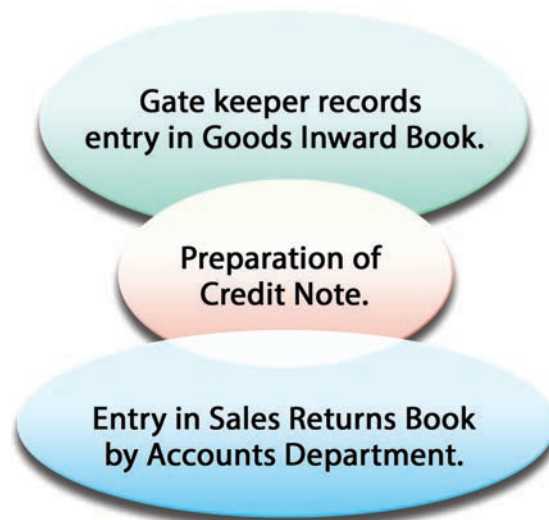 Gate keeper records
entry in Goods Inward Book.
Preparation of
Credit Note.
Entry in Sales Returns Book
by Accounts Department.